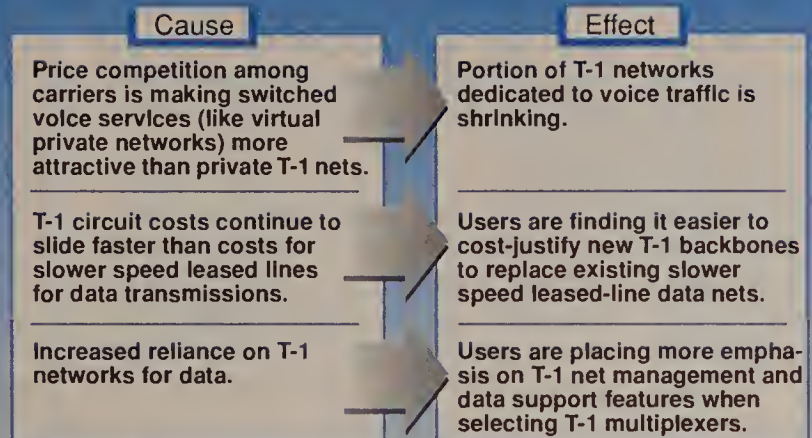 Cause
Effect
Price competition among
carriers is making switched
voice services (like virtual
private networks) more
attractive than private T-1 nets.
Portion of T-1 networks
dedicated to voice traffic is
shrinking.
T-1 circuit costs continue to
slide faster than costs for
slower speed leased lines
for data transmissions.
Users are finding it easier to
cost-justify new T-1 backbones
to replace existing slower
speed leased-line data nets.
Increased reliance on T-1
networks for data.
Users are placing more empha-
sis on T-1 net management and
data support features when
selecting T-1 multiplexers.